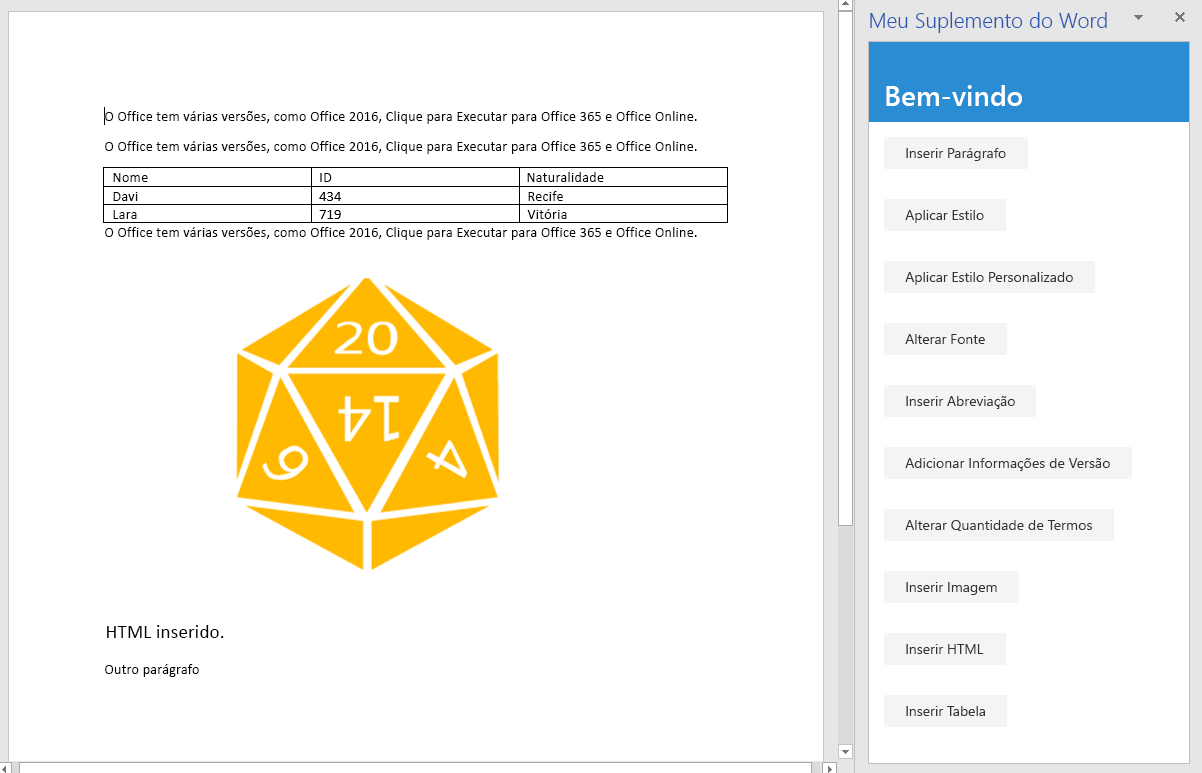 O Office tem várias versões, como Office 2016, Clique para Executar para Office 365 e Office Online.
O Office tem várias versões, como Office 2016, Clique para Executar para Office 365 e Office Online.
Nome ID Naturalidade
Davi 434 Recife
Lara 719 Vitória
O Office tem várias versões, como Office 2016, Clique para Executar para Office 365 e Office Online.
20
14
9
4
HTML inserido.
Outro parágrafo
Meu Suplemento do Word
Bem-vindo
Inserir Parágrafo
Aplicar Estilo
Aplicar Estilo Personalizado
Alterar Fonte
Inserir Abreviação
Adicionar Informações de Versão
Alterar Quantidade de Termos
Inserir Imagem
Inserir HTML
Inserir Tabela